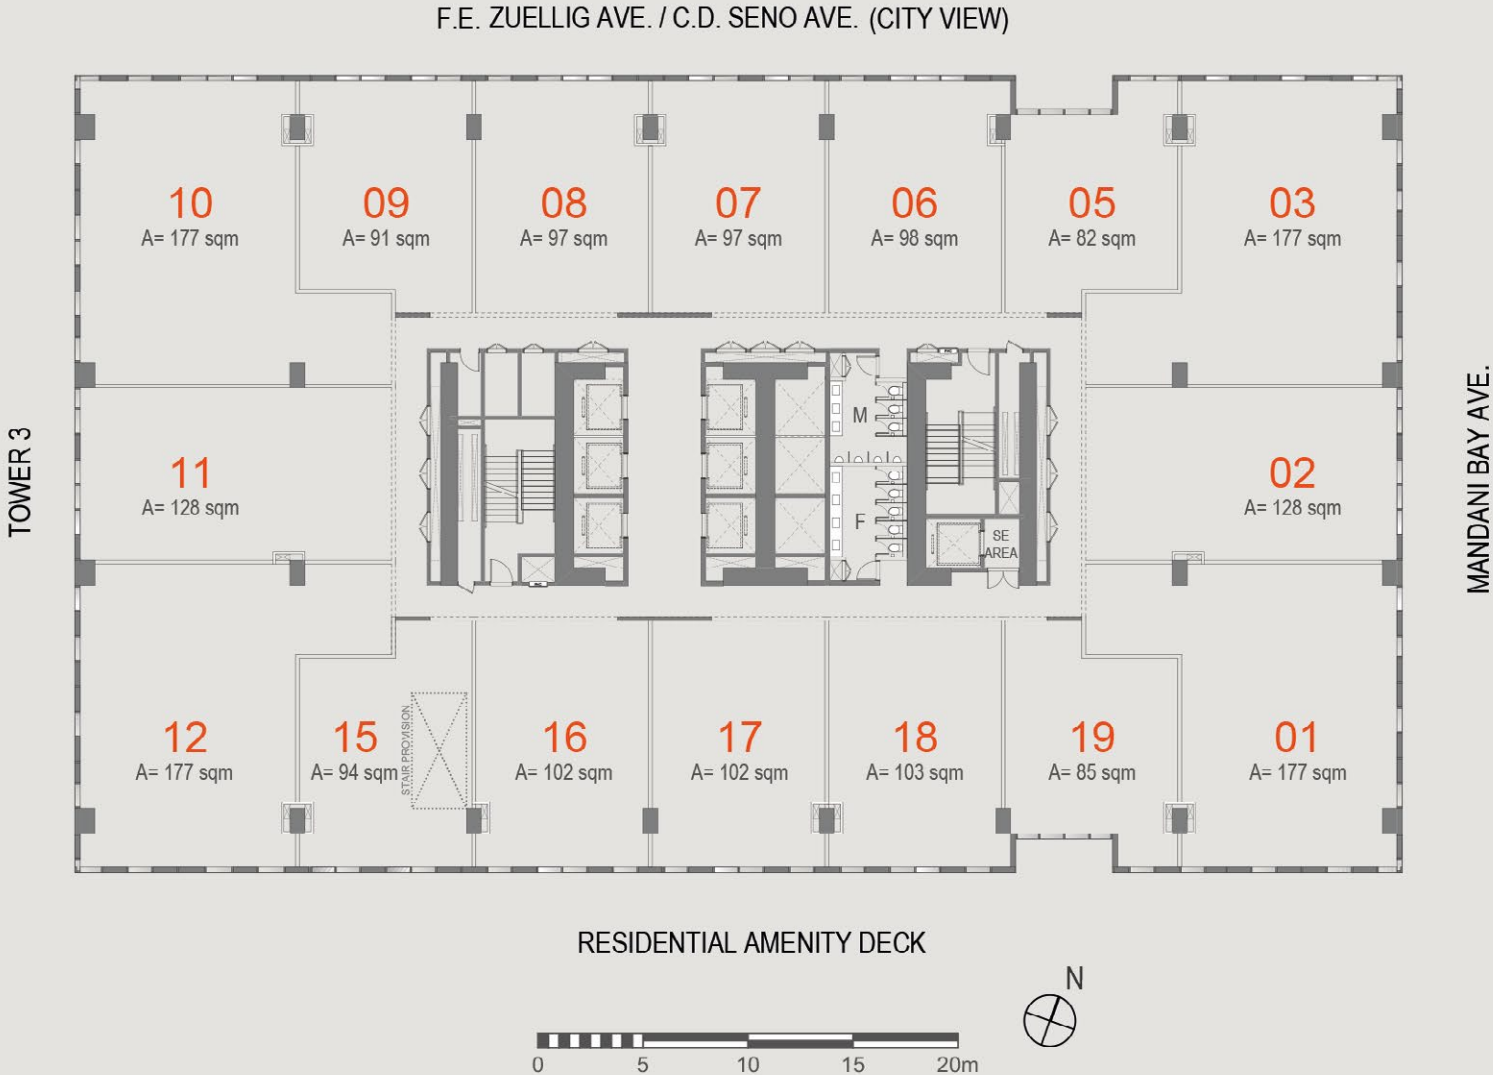 F.E. ZUELLIG AVE. / C.D. SENO AVE. (CITY VIEW)
10
A= 177 sqm
09
A= 91 sqm
08
A= 97 sqm
07
A= 97 sqm
06
A= 98 sqm
05
A= 82 sqm
03
A= 177 sqm
TOWER 3
11
A= 128 sqm
M
F
SE
AREA
02
A= 128 sqm
MANDANI BAY AVE.
12
A= 177 sqm
15
A= 94 sqm
STAIR PROVISION
16
A= 102 sqm
17
A= 102 sqm
18
A= 103 sqm
19
A= 85 sqm
01
A= 177 sqm
RESIDENTIAL AMENITY DECK
N
0 5 10 15 20m